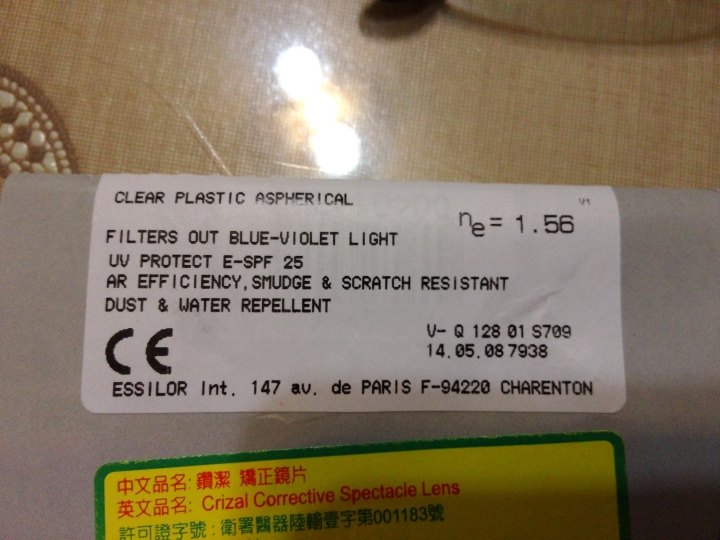 CLEAR PLASTIC ASPHERICAL
V1
ne = 1.56
FILTERS OUT BLUE-VIOLET LIGHT
UV PROTECT E-SPF 25
AR EFFICIENCY, SMUDGE & SCRATCH RESISTANT
DUST & WATER REPELLENT
CE
V- Q 128 01 S709
14.05.08 7938
ESSILOR Int. 147 av. de PARIS F-94220 CHARENTON
中文品名: 鑽潔 矯正鏡片
英文品名: Crizal Corrective Spectacle Lens
許可證字號: 衛署醫器陸輸壹字第001183號